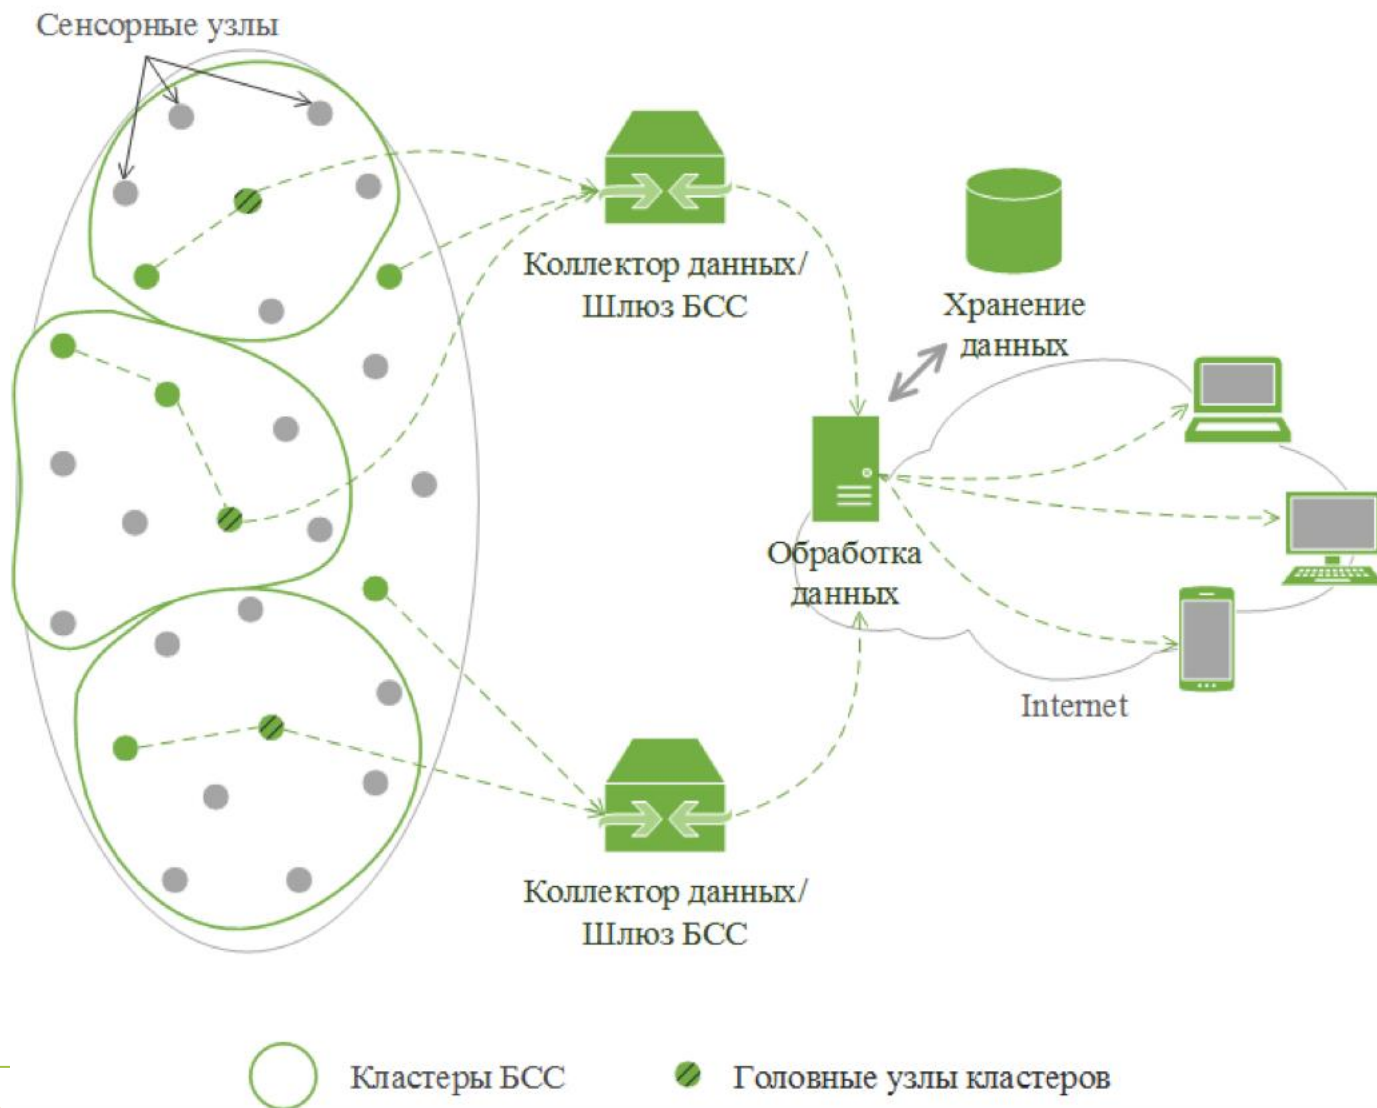 Сенсорные узлы
Коллектор данных/
Шлюз БСС
Хранение
данных
Обработка
данных
Internet
Коллектор данных/
Шлюз БСС
Кластеры БСС
Головные узлы кластеров